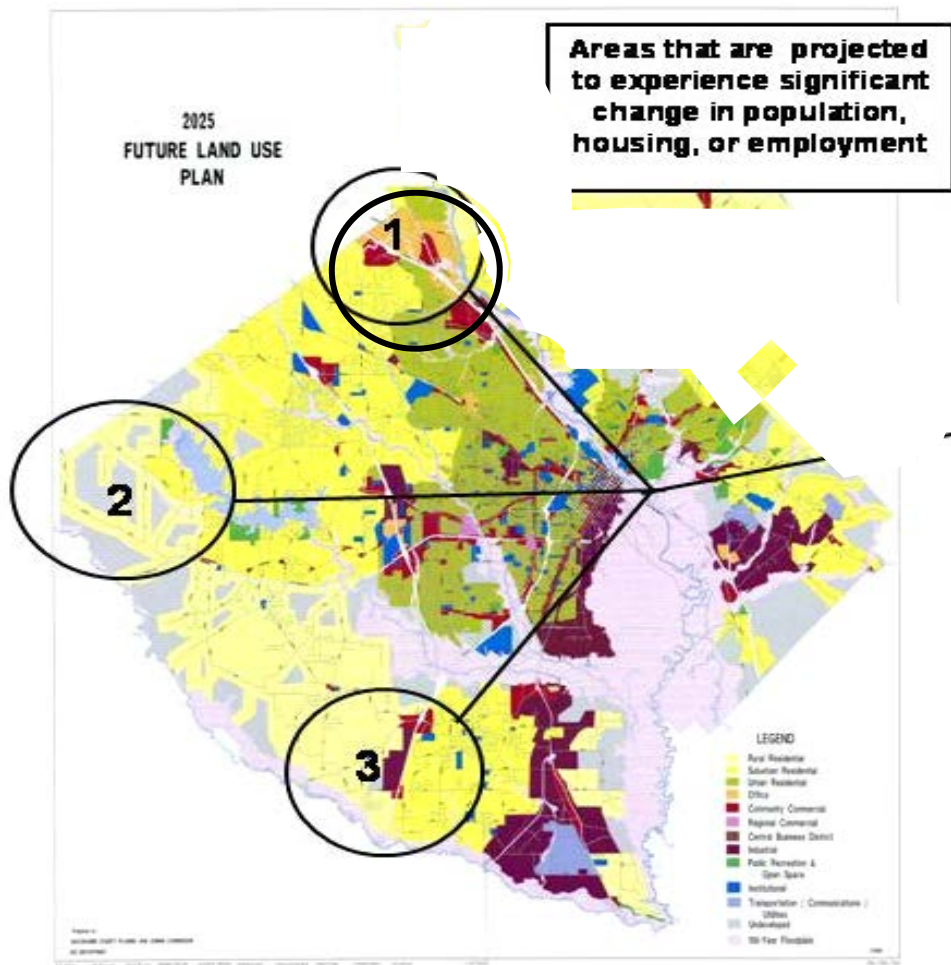 Areas that are projected
to experience significant
change in population,
housing, or employment
2025
FUTURE LAND USE
PLAN
1
2
3
LEGEND
Rural Residential
Suburban Residential
Urban Residential
Office
Community Commercial
Regional Commercial
Central Business District
Industrial
Public Recreation &
Open Space
Institutional
Transportation / Communications /
Utilities
Undeveloped
100-Year Floodplain